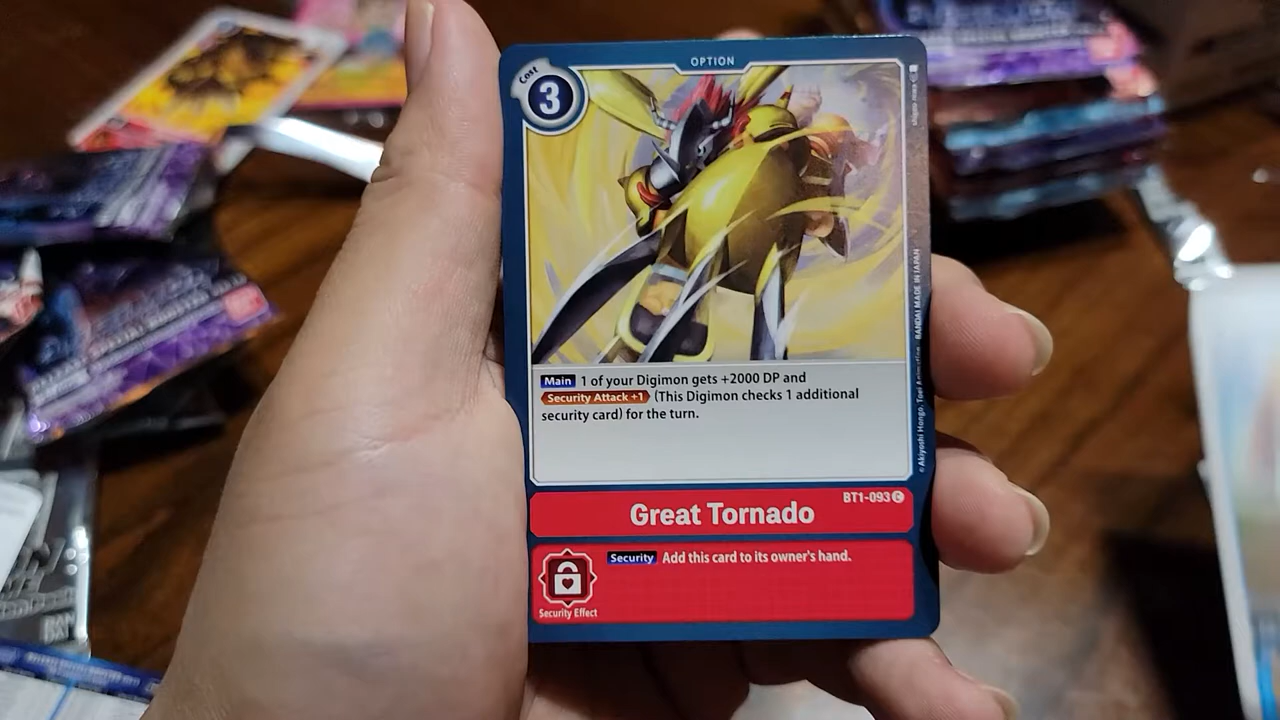 OPTION
Cost
3
Main 1 of your Digimon gets +2000 DP and
Security Attack +1 (This Digimon checks 1 additional
security card) for the turn.
© Akiyoshi Hongo, Toei Animation BANDAI MADE IN JAPAN
BT1-093 C
Great Tornado
Security Add this card to its owner's hand.
Security Effect